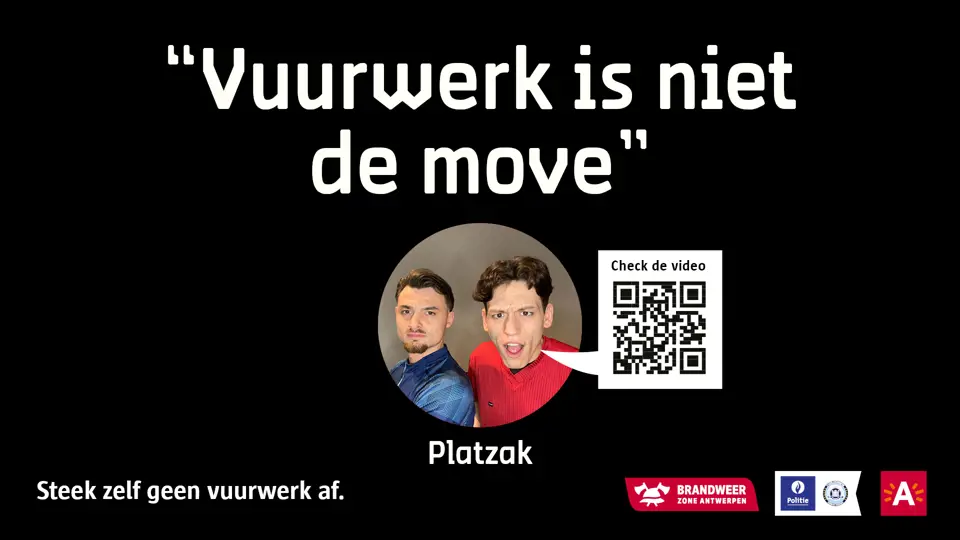 “Vuurwerk is niet
de move”
Check de video
Platzak
Steek zelf geen vuurwerk af.
BRANDWEER
ZONE ANTWERPEN
Politie
A